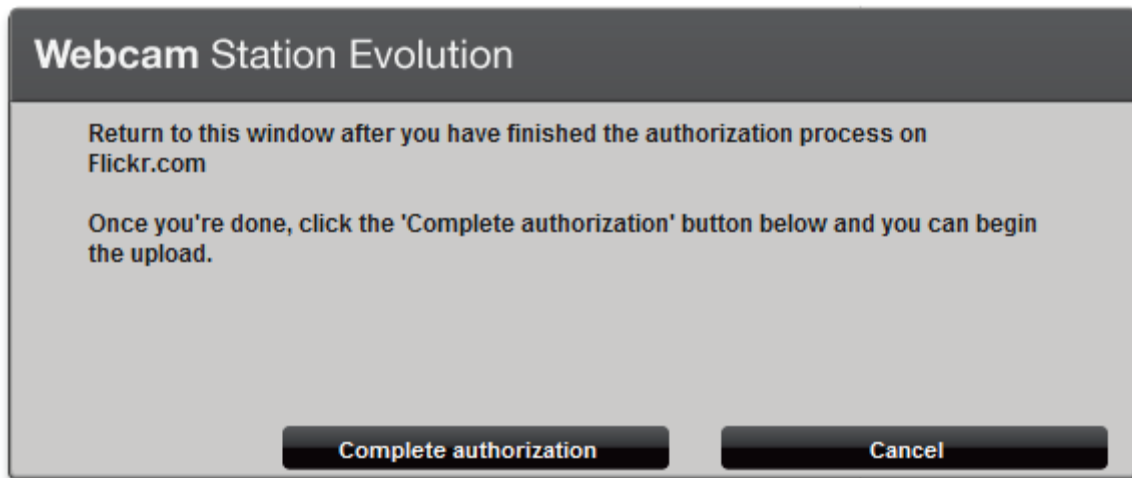 Webcam Station Evolution
Return to this window after you have finished the authorization process on
Flickr.com
Once you're done, click the 'Complete authorization' button below and you can begin
the upload.
Complete authorization
Cancel